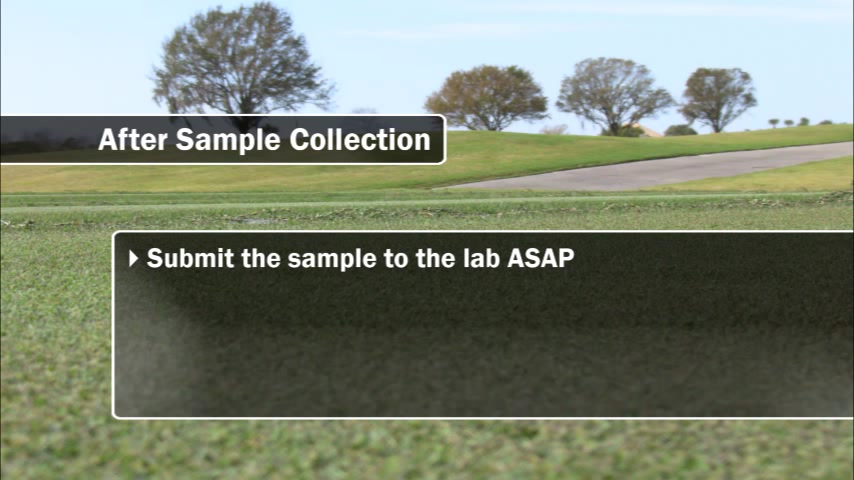 After Sample Collection
Submit the sample to the lab ASAP